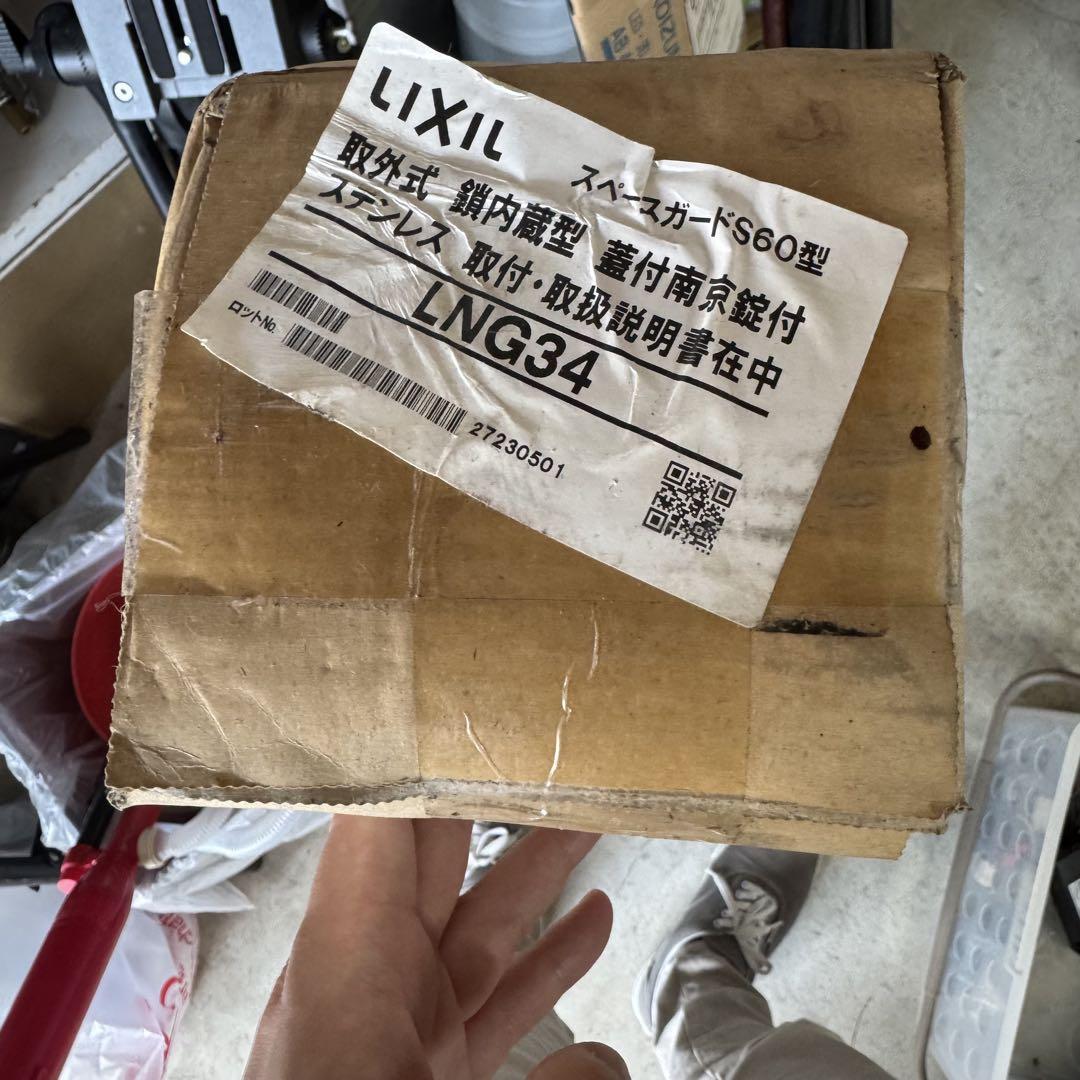 LIXIL
スペースガードS60型
取外式 鎖内蔵型 蓋付南京錠付
ステンレス 取付・取扱説明書在中
LNG34
ロットNo.
27230501